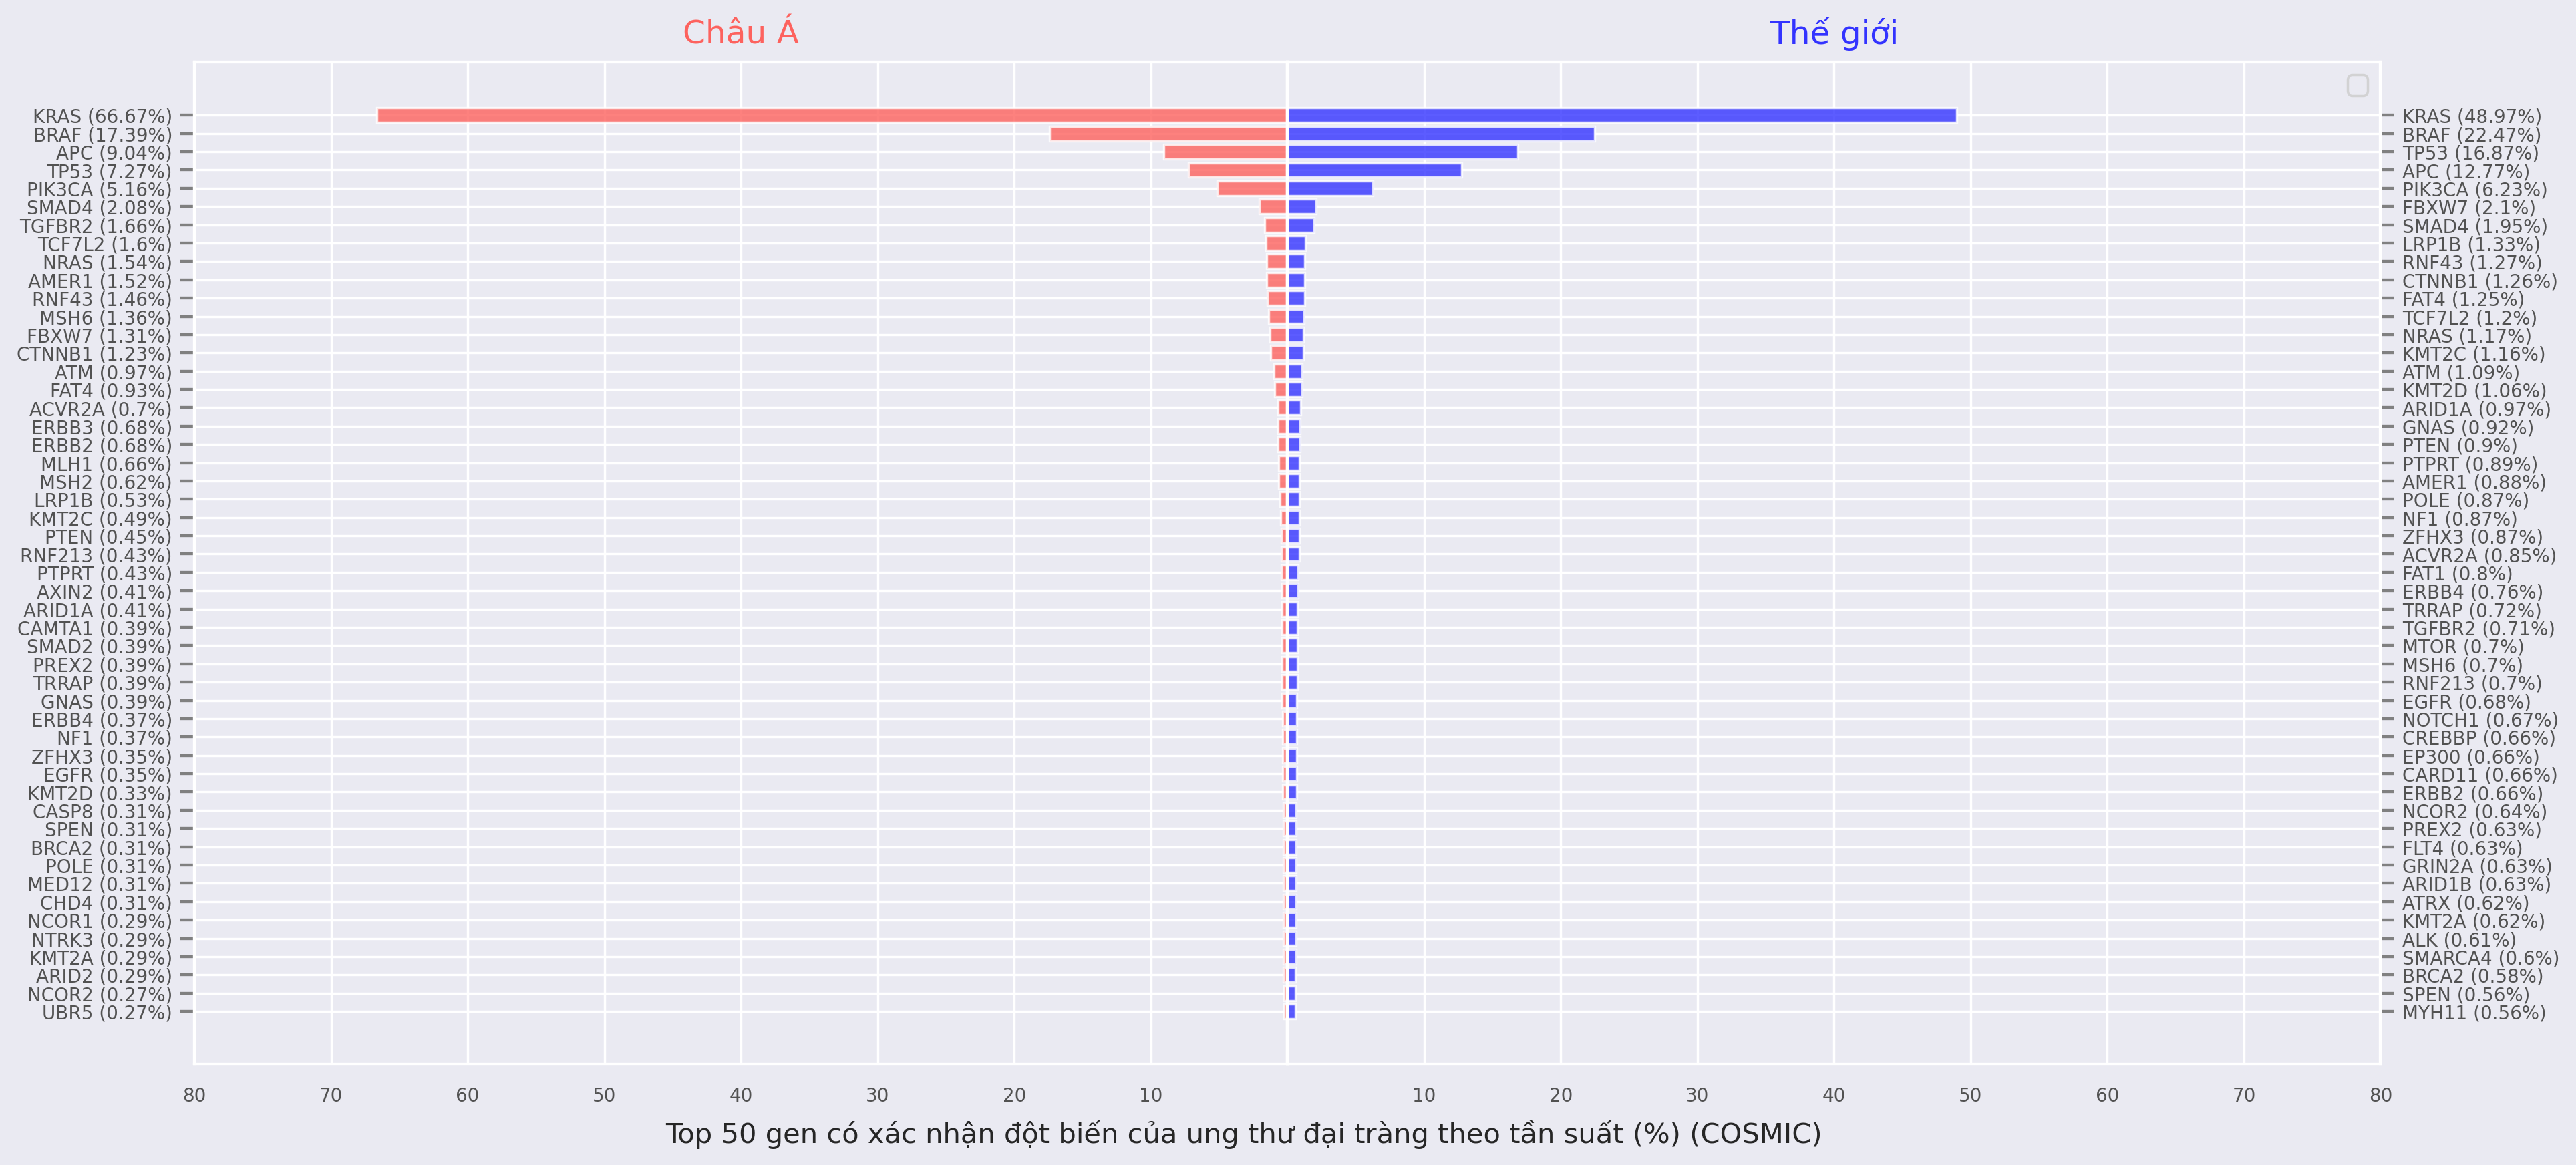 Châu Á
Thế giới
KRAS (66.67%)
BRAF (17.39%)
APC (9.04%)
TP53 (7.27%)
PIK3CA (5.16%)
SMAD4 (2.08%)
TGFBR2 (1.66%)
TCF7L2 (1.6%)
NRAS (1.54%)
AMER1 (1.52%)
RNF43 (1.46%)
MSH6 (1.36%)
FBXW7 (1.31%)
CTNNB1 (1.23%)
ATM (0.97%)
FAT4 (0.93%)
ACVR2A (0.7%)
ERBB3 (0.68%)
ERBB2 (0.68%)
MLH1 (0.66%)
MSH2 (0.62%)
LRP1B (0.53%)
KMT2C (0.49%)
PTEN (0.45%)
RNF213 (0.43%)
PTPRT (0.43%)
AXIN2 (0.41%)
ARID1A (0.41%)
CAMTA1 (0.39%)
SMAD2 (0.39%)
PREX2 (0.39%)
TRRAP (0.39%)
GNAS (0.39%)
ERBB4 (0.37%)
NF1 (0.37%)
ZFHX3 (0.35%)
EGFR (0.35%)
KMT2D (0.33%)
CASP8 (0.31%)
SPEN (0.31%)
BRCA2 (0.31%)
POLE (0.31%)
MED12 (0.31%)
CHD4 (0.31%)
NCOR1 (0.29%)
NTRK3 (0.29%)
KMT2A (0.29%)
ARID2 (0.29%)
NCOR2 (0.27%)
UBR5 (0.27%)
KRAS (48.97%)
BRAF (22.47%)
TP53 (16.87%)
APC (12.77%)
PIK3CA (6.23%)
FBXW7 (2.1%)
SMAD4 (1.95%)
LRP1B (1.33%)
RNF43 (1.27%)
CTNNB1 (1.26%)
FAT4 (1.25%)
TCF7L2 (1.2%)
NRAS (1.17%)
KMT2C (1.16%)
ATM (1.09%)
KMT2D (1.06%)
ARID1A (0.97%)
GNAS (0.92%)
PTEN (0.9%)
PTPRT (0.89%)
AMER1 (0.88%)
POLE (0.87%)
NF1 (0.87%)
ZFHX3 (0.87%)
ACVR2A (0.85%)
FAT1 (0.8%)
ERBB4 (0.76%)
TRRAP (0.72%)
TGFBR2 (0.71%)
MTOR (0.7%)
MSH6 (0.7%)
RNF213 (0.7%)
EGFR (0.68%)
NOTCH1 (0.67%)
CREBBP (0.66%)
EP300 (0.66%)
CARD11 (0.66%)
ERBB2 (0.66%)
NCOR2 (0.64%)
PREX2 (0.63%)
FLT4 (0.63%)
GRIN2A (0.63%)
ARID1B (0.63%)
ATRX (0.62%)
KMT2A (0.62%)
ALK (0.61%)
SMARCA4 (0.6%)
BRCA2 (0.58%)
SPEN (0.56%)
MYH11 (0.56%)
80 70 60 50 40 30 20 10 10 20 30 40 50 60 70 80
Top 50 gen có xác nhận đột biến của ung thư đại tràng theo tần suất (%) (COSMIC)